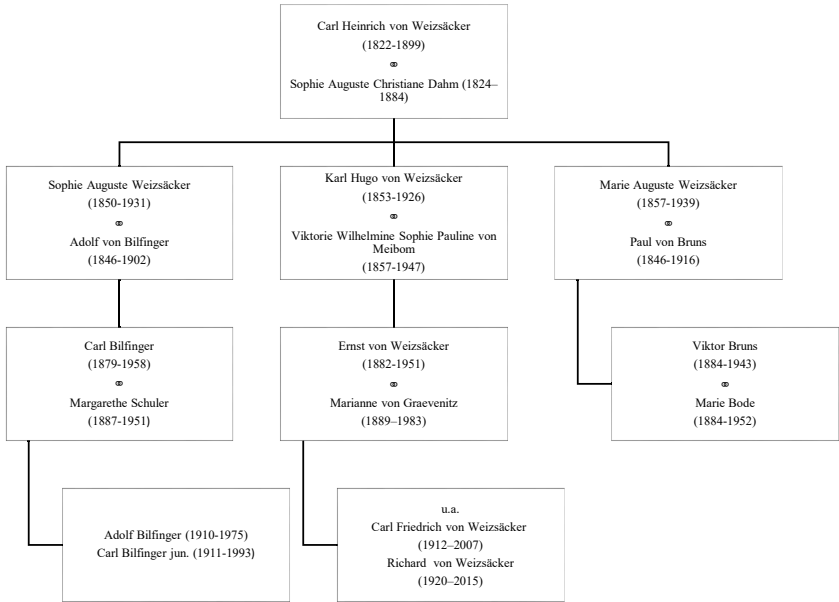 Carl Heinrich von Weizsäcker
(1822-1899)
⚭
Sophie Auguste Christiane Dahm (1824–
1884)
Sophie Auguste Weizsäcker
(1850-1931)
⚭
Adolf von Bilfinger
(1846-1902)
Karl Hugo von Weizsäcker
(1853-1926)
⚭
Viktorie Wilhelmine Sophie Pauline von
Meibom
(1857-1947)
Marie Auguste Weizsäcker
(1857-1939)
⚭
Paul von Bruns
(1846-1916)
Carl Bilfinger
(1879-1958)
⚭
Margarethe Schuler
(1887-1951)
Ernst von Weizsäcker
(1882-1951)
⚭
Marianne von Graevenitz
(1889–1983)
Viktor Bruns
(1884-1943)
⚭
Marie Bode
(1884-1952)
Adolf Bilfinger (1910-1975)
Carl Bilfinger jun. (1911-1993)
u.a.
Carl Friedrich von Weizsäcker
(1912–2007)
Richard von Weizsäcker
(1920–2015)